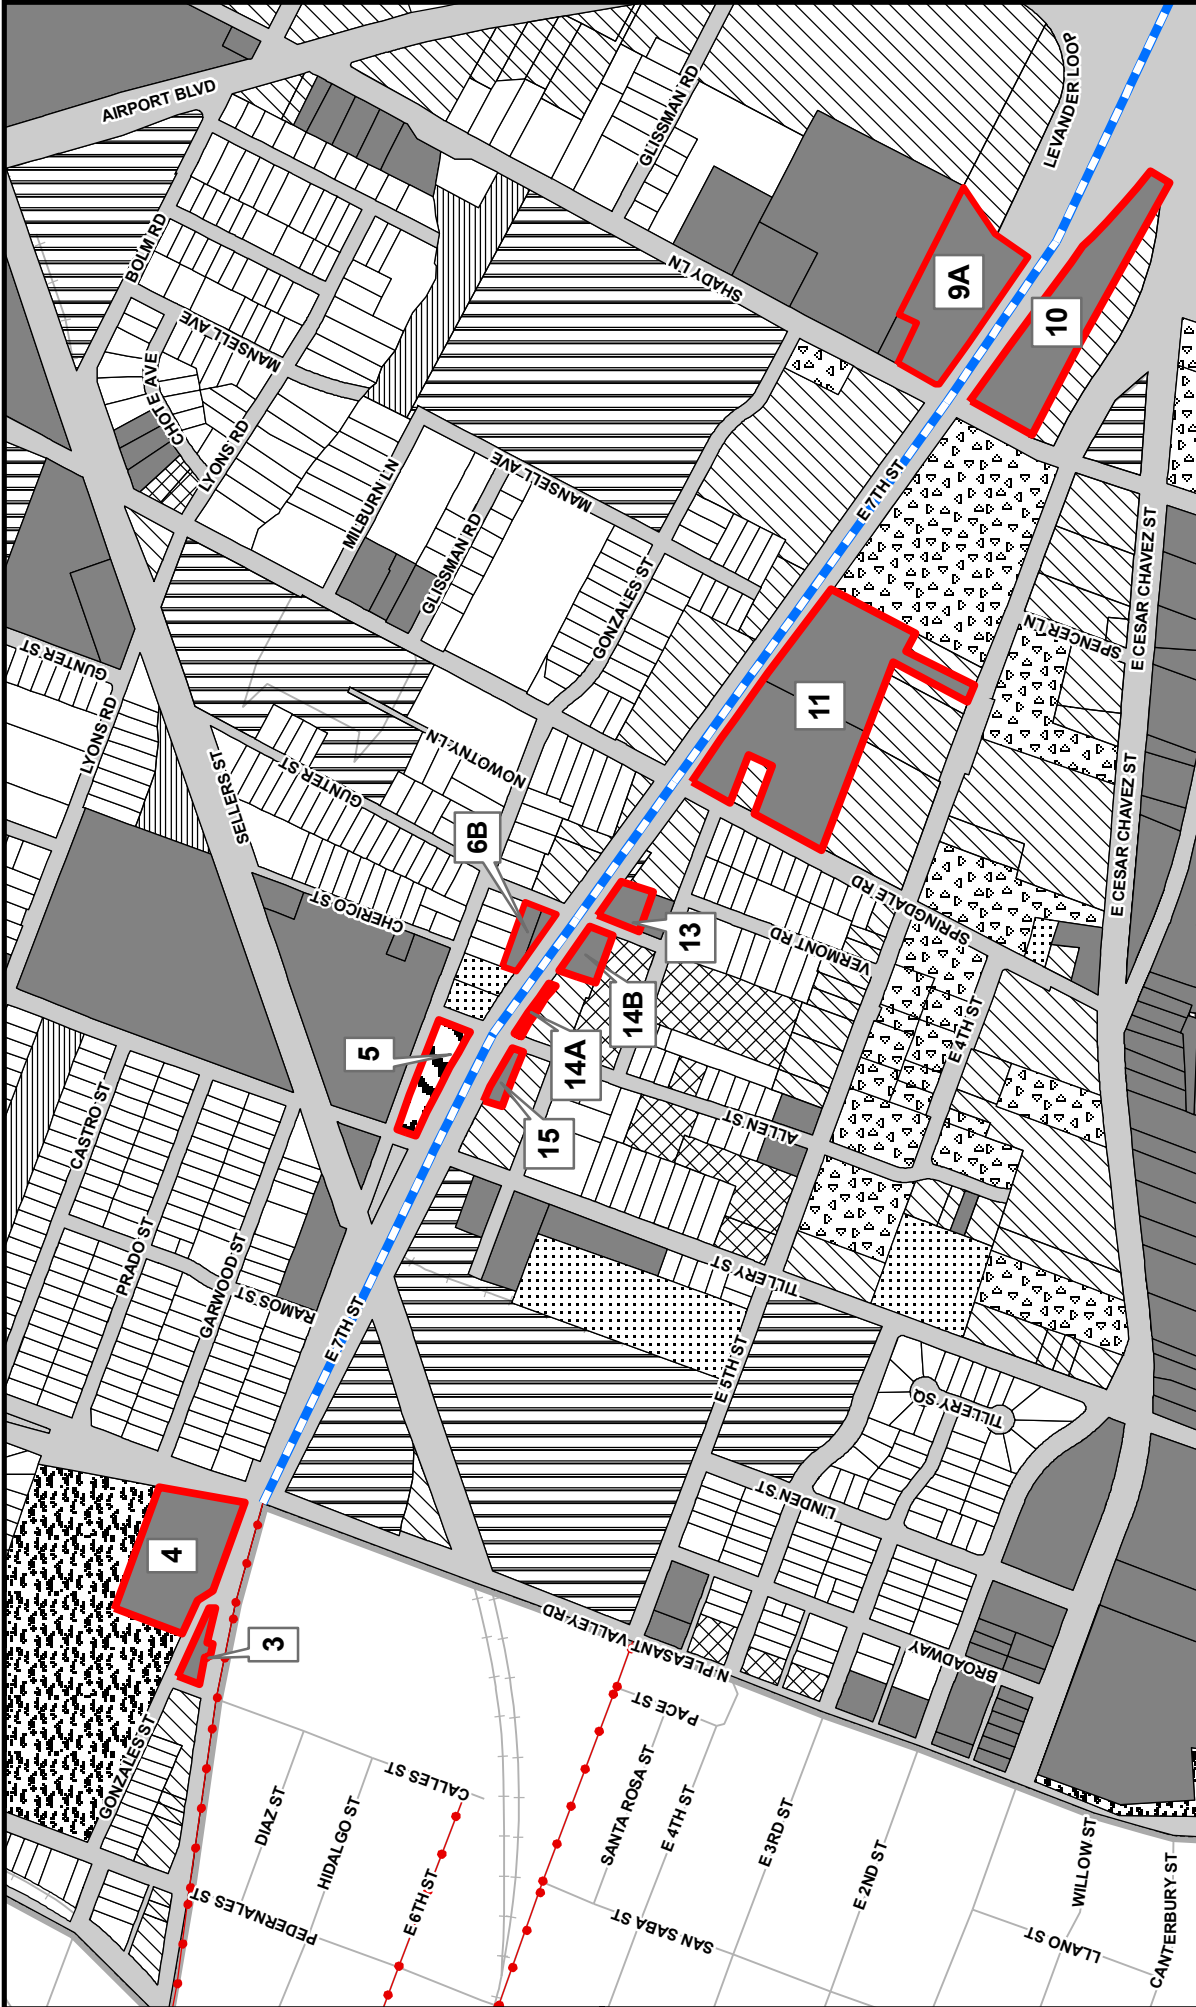 AIRPORT BLVD
BOLM RD
MANSELL AVE
CHOTE AVE
LYONS RD
GLISSMAN RD
LEVANDER LOOP
SHADY LN
9A
10
MILBURN LN
GLISSMAN RD
MANSELL AVE
GONZALES ST
E 7TH ST
E CESAR CHAVEZ ST
SPENCER LN
GUNTER ST
LYONS RD
SELLERS ST
GUNTER ST
NOWOTNY LN
11
E CESAR CHAVEZ ST
SPRINGDALE RD
VERMONT RD
6B
CHERICO ST
13
14B
14A
5
15
E 4TH ST
ALLEN ST
CASTRO ST
PRADO ST
GARWOOD ST
RAMOS ST
E 7TH ST
TILLERY ST
E 5TH ST
TILLERY SQ
LINDEN ST
4
3
N PLEASANT VALLEY RD
BROADWAY
PACE ST
GONZALES ST
CALLES ST
DIAZ ST
HIDALGO ST
PEDERNALES ST
E 6TH ST
SANTA ROSA ST
E 4TH ST
E 3RD ST
E 2ND ST
SAN SABA ST
WILLOW ST
LLANO ST
CANTERBURY ST